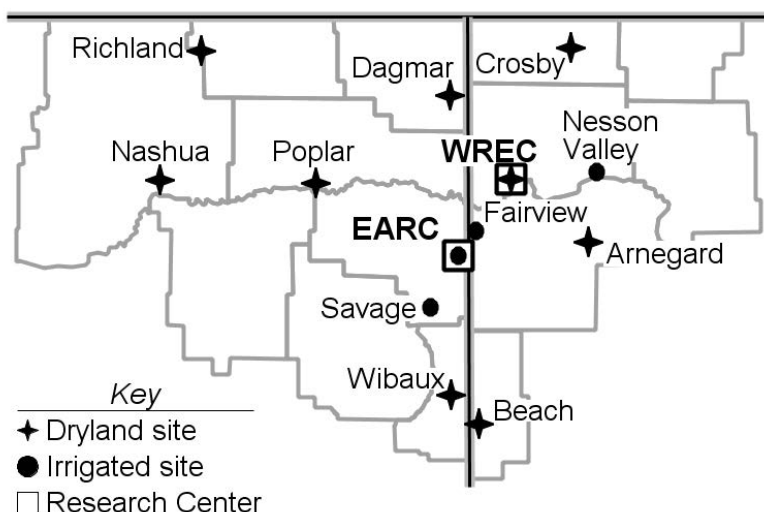 Richland
Dagmar
Crosby
Nashua
Poplar
WREC
Nesson
Valley
EARC
Fairview
Arnegard
Savage
Wibaux
Beach
Key
Dryland site
Irrigated site
Research Center